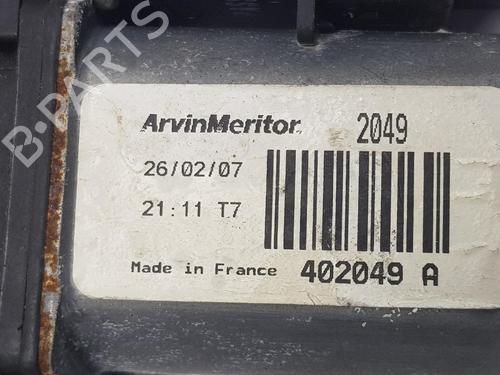 B-PARTS
ArvinMeritor 2049
26/02/07
21:11 T7
Made in France 402049 A